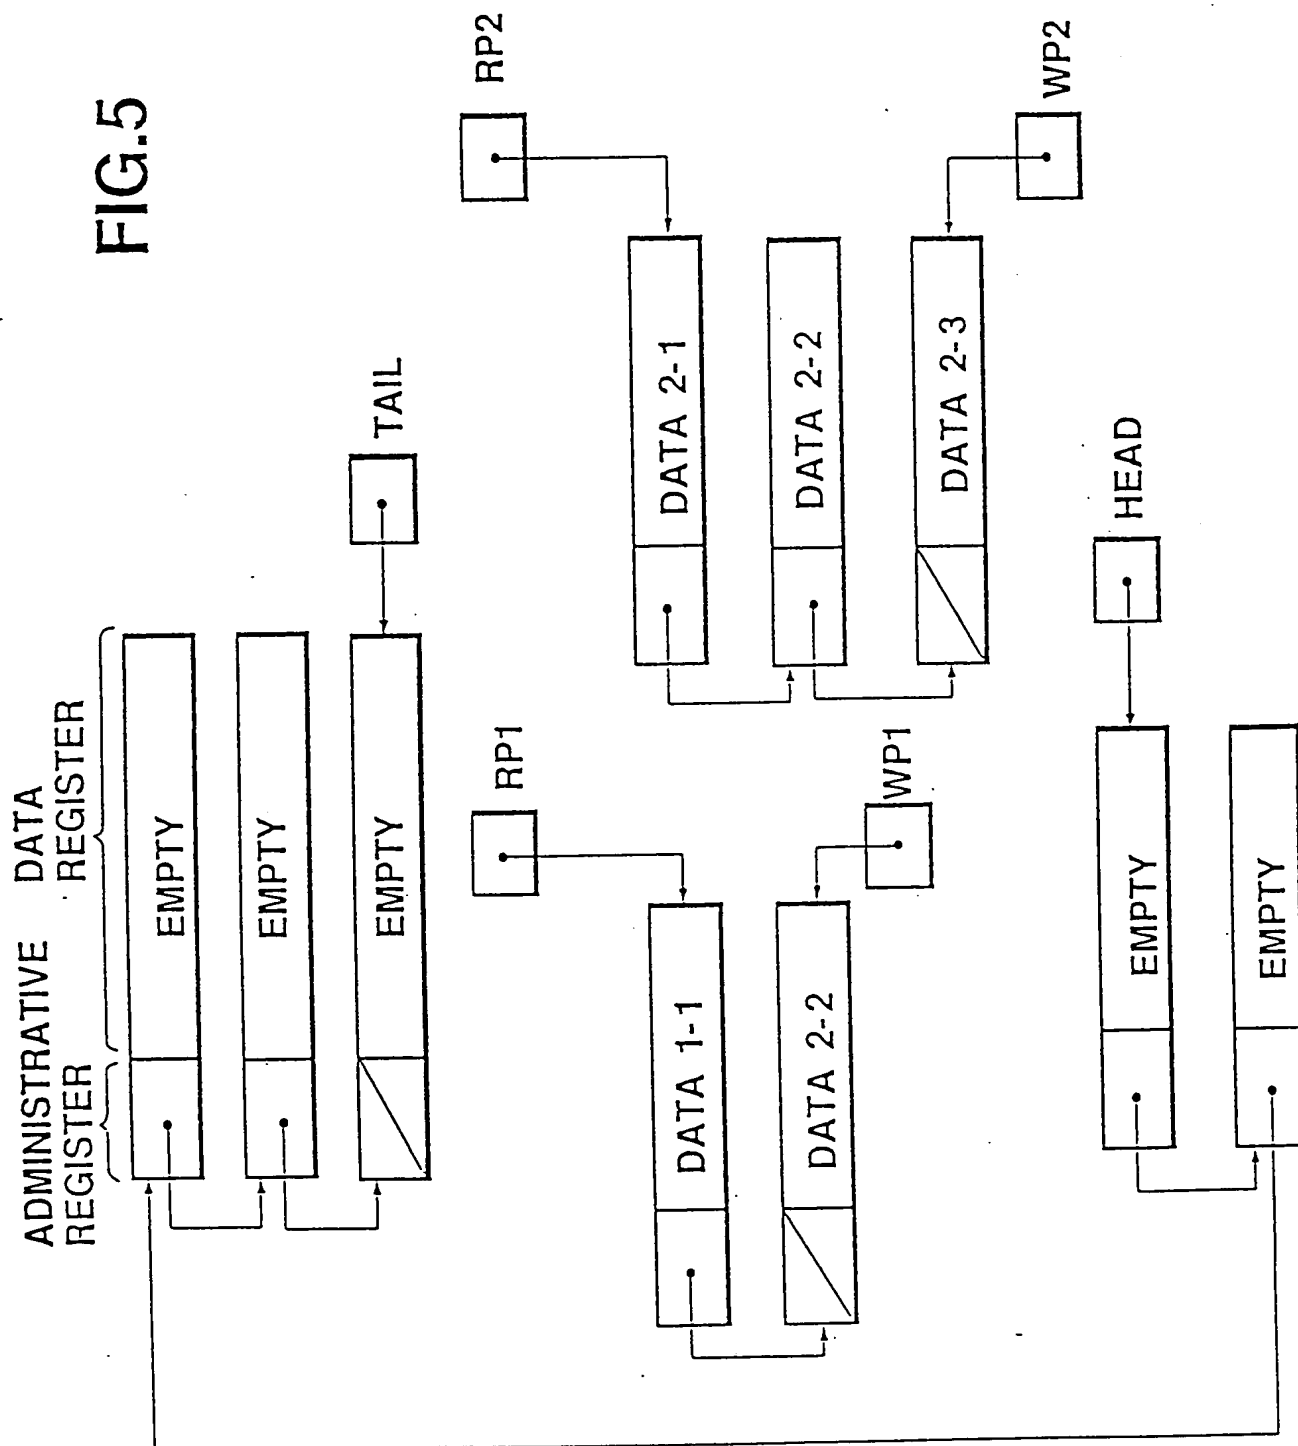 FIG.5
ADMINISTRATIVE
REGISTER
DATA
REGISTER
EMPTY
EMPTY
EMPTY
TAIL
RP1
DATA 1-1
DATA 2-2
WP1
RP2
DATA 2-1
DATA 2-2
DATA 2-3
WP2
HEAD
EMPTY
EMPTY